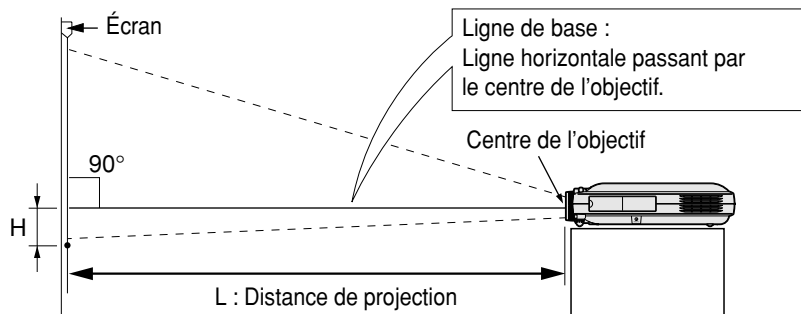 Écran
Ligne de base :
Ligne horizontale passant par
le centre de l'objectif.
Centre de l'objectif
90°
H
L : Distance de projection